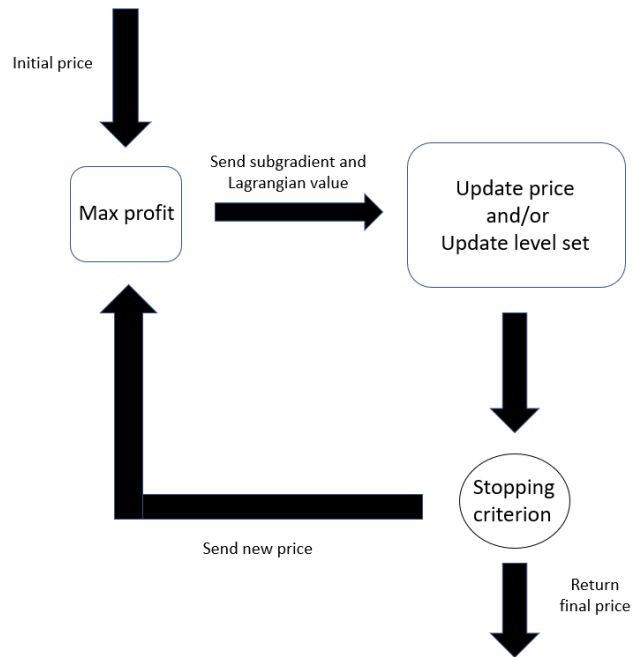 Initial price
Send subgradient and
Lagrangian value
Max profit
Update price
and/or
Update level set
Stopping
criterion
Send new price
Return
final price